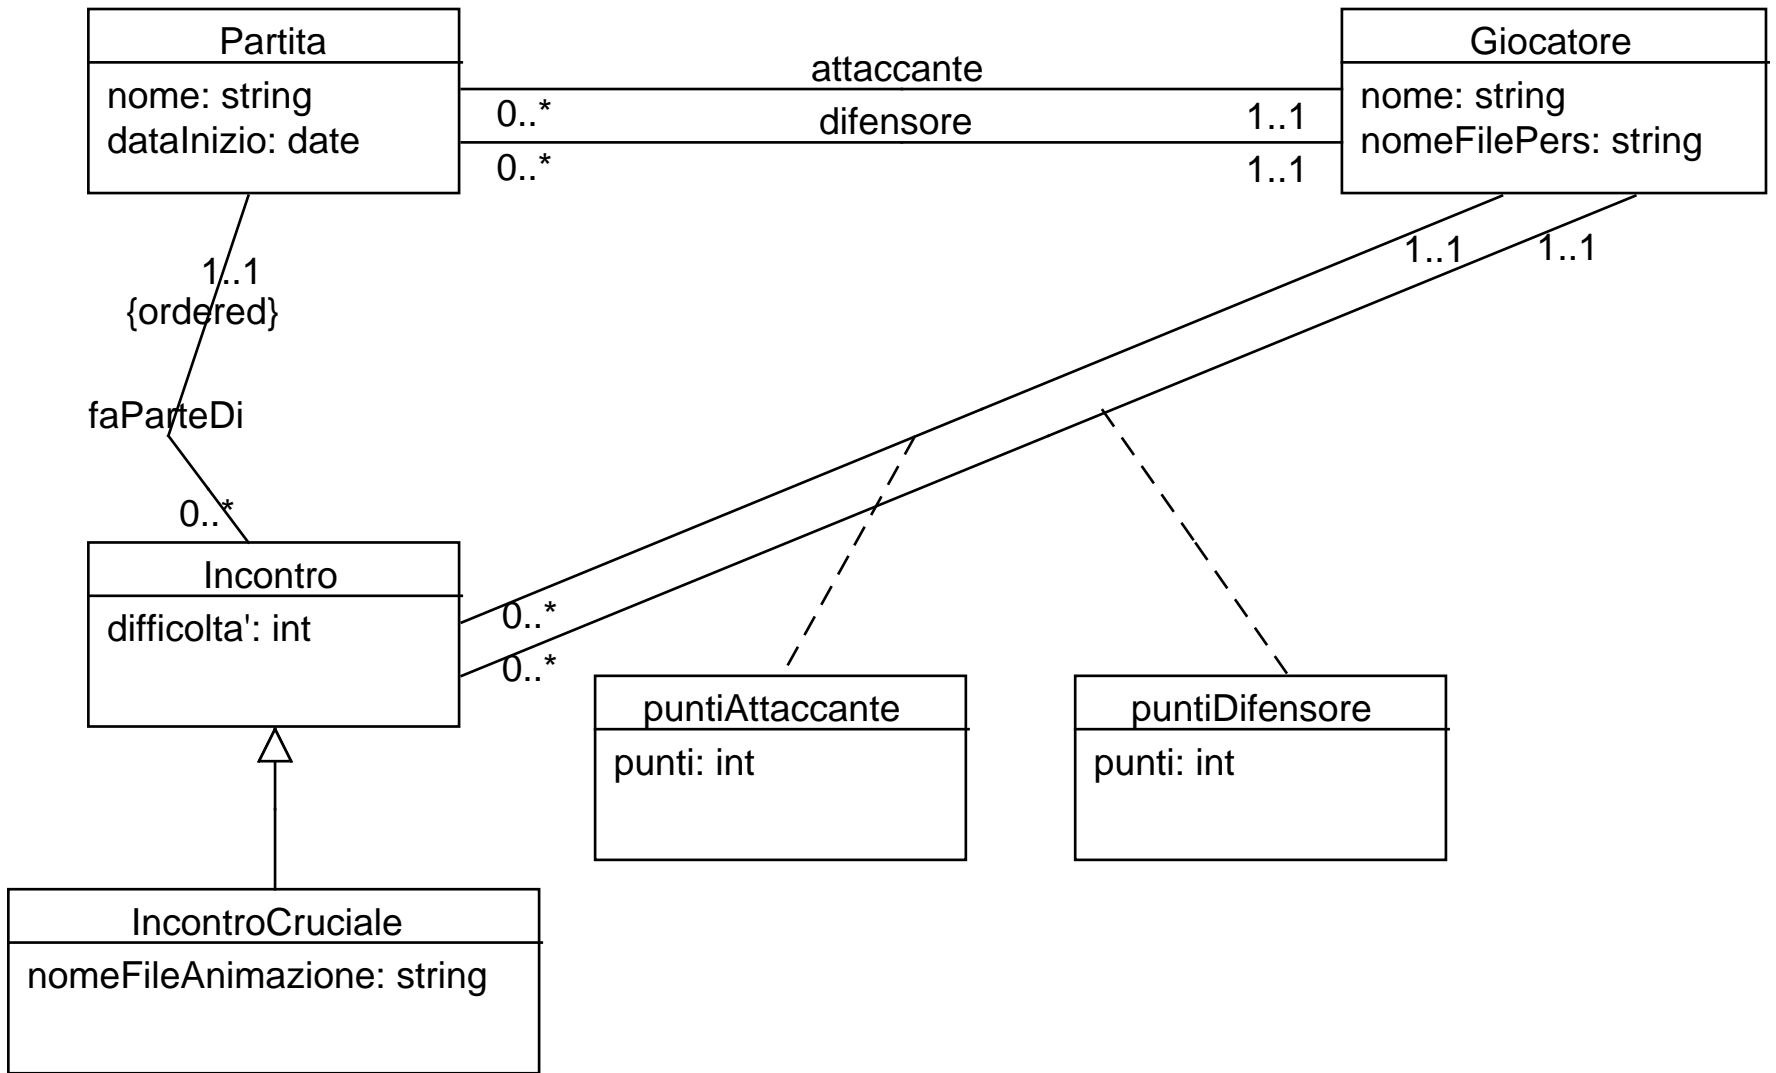 Partita
nome: string
dataInizio: date
attaccante
0..*
1..1
difensore
0..*
1..1
Giocatore
nome: string
nomeFilePers: string
1..1
{ordered}
faParteDi
0..*
1..1
1..1
Incontro
difficolta': int
0..*
0..*
puntiAttaccante
punti: int
puntiDifensore
punti: int
IncontroCruciale
nomeFileAnimazione: string